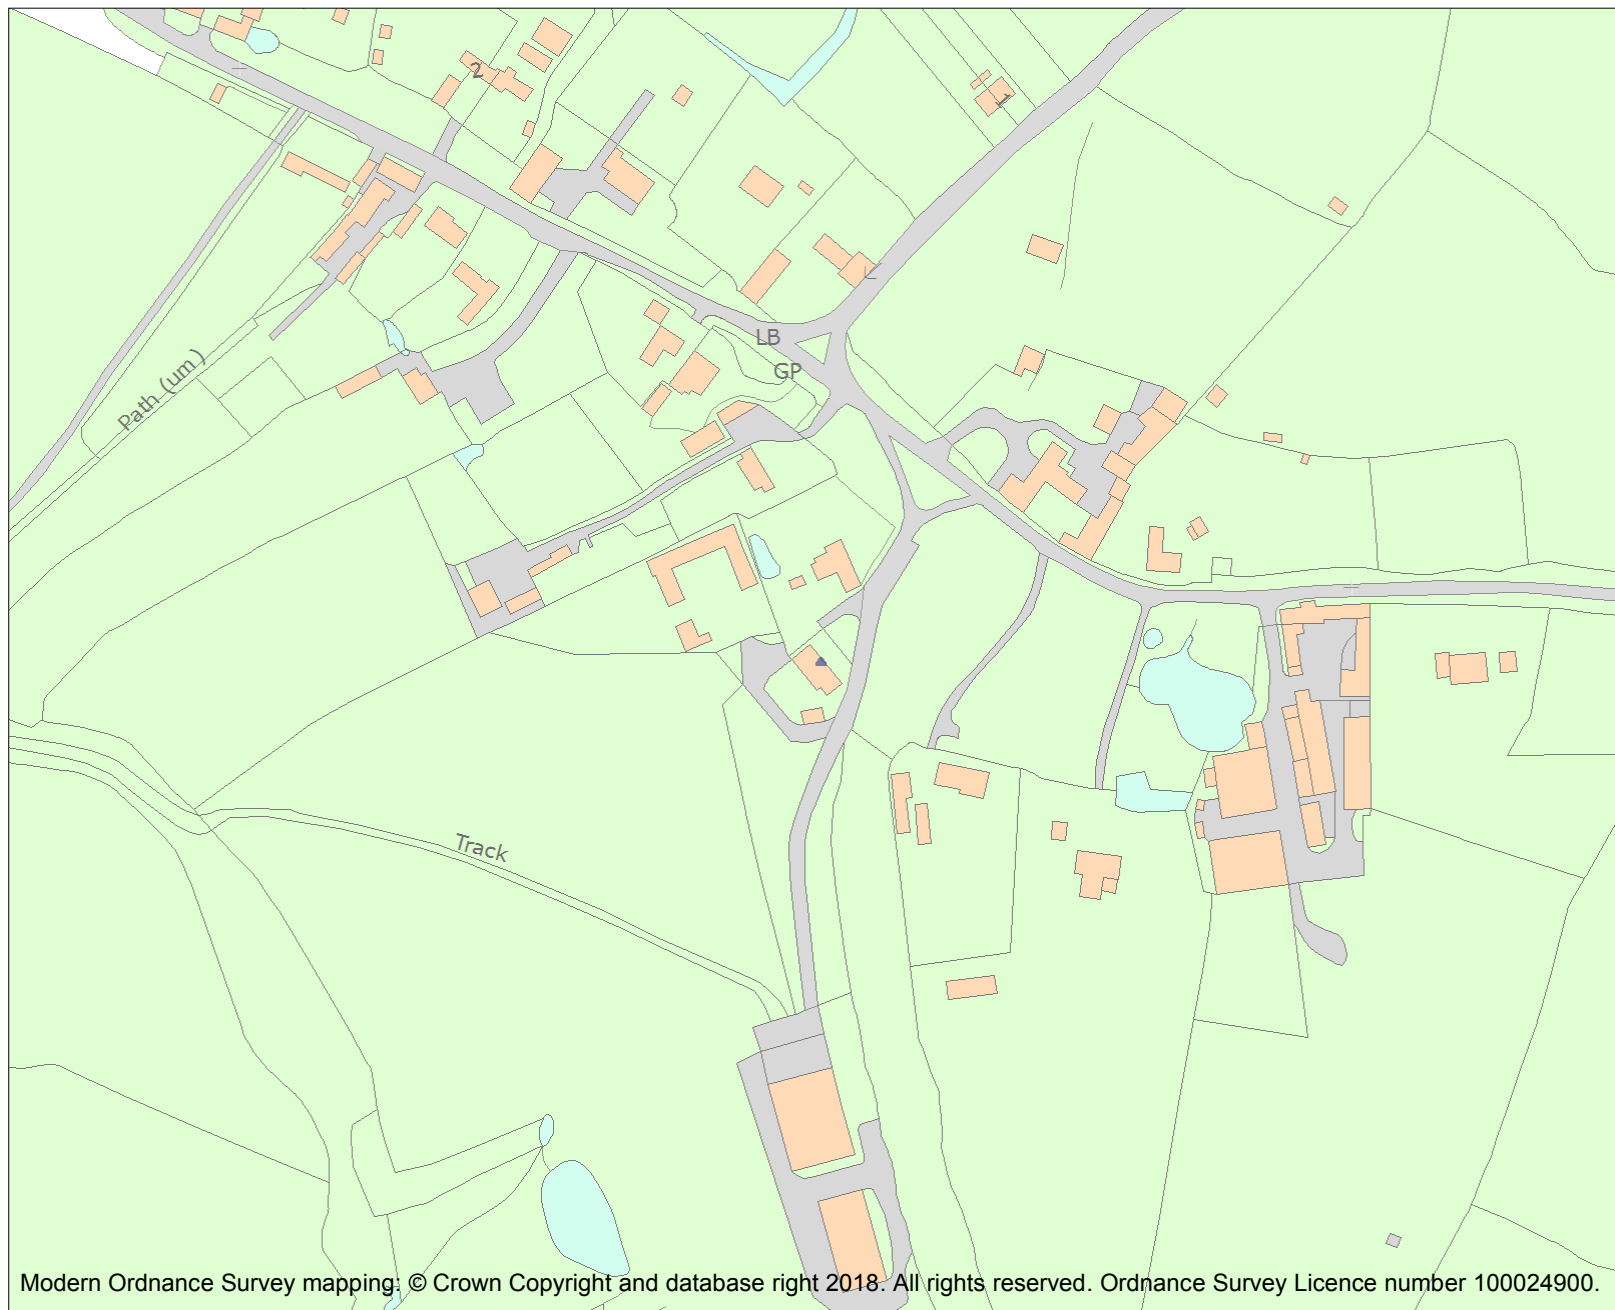 2
1
LB
GP
Path (um)
Track
Modern Ordnance Survey mapping: © Crown Copyright and database right 2018. All rights reserved. Ordnance Survey Licence number 100024900.